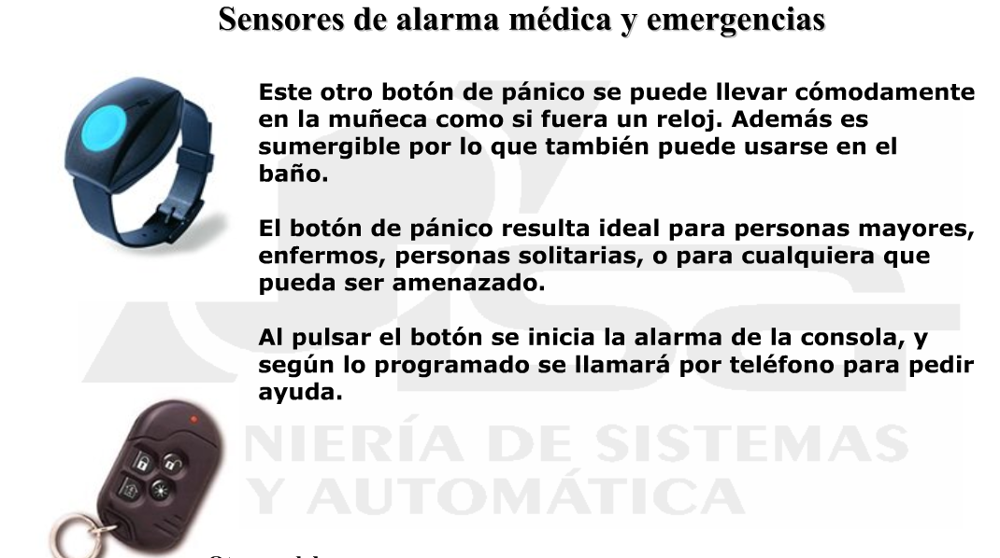 Sensores de alarma médica y emergencias
Este otro botón de pánico se puede llevar cómodamente
en la muñeca como si fuera un reloj. Además es
sumergible por lo que también puede usarse en el
baño.
El botón de pánico resulta ideal para personas mayores,
enfermos, personas solitarias, o para cualquiera que
pueda ser amenazado.
Al pulsar el botón se inicia la alarma de la consola, y
según lo programado se llamará por teléfono para pedir
ayuda.
NIERÍA DE SISTEMAS
Y AUTOMÁTICA